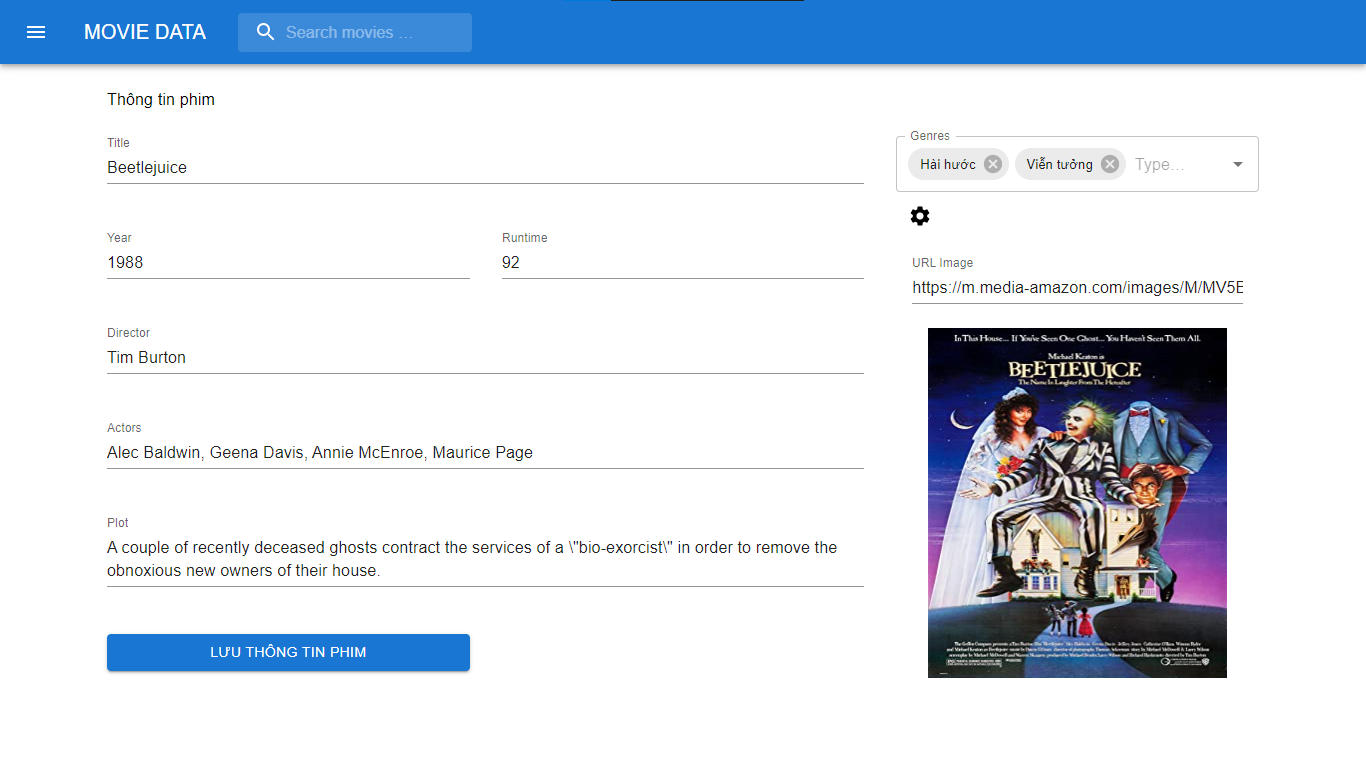 MOVIE DATA
Search movies …
Thông tin phim
Title
Beetlejuice
Year
1988
Runtime
92
Director
Tim Burton
Actors
Alec Baldwin, Geena Davis, Annie McEnroe, Maurice Page
Plot
A couple of recently deceased ghosts contract the services of a \"bio-exorcist\" in order to remove the
obnoxious new owners of their house.
LƯU THÔNG TIN PHIM
Genres
Hài hước
Viễn tưởng
Type...
URL Image
https://m.media-amazon.com/images/M/MV5E
In This House... If You've Seen One Ghost... You Haven't Seen Them All.
Michael Keaton is
BEETLEJUICE
The Name In Laughter From The Hereafter